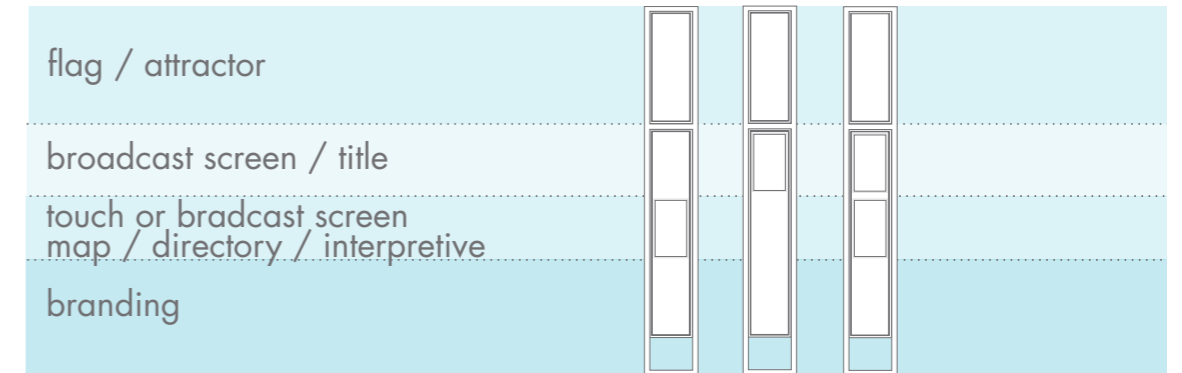 flag / attractor
broadcast screen / title
touch or bradcast screen
map / directory / interpretive
branding